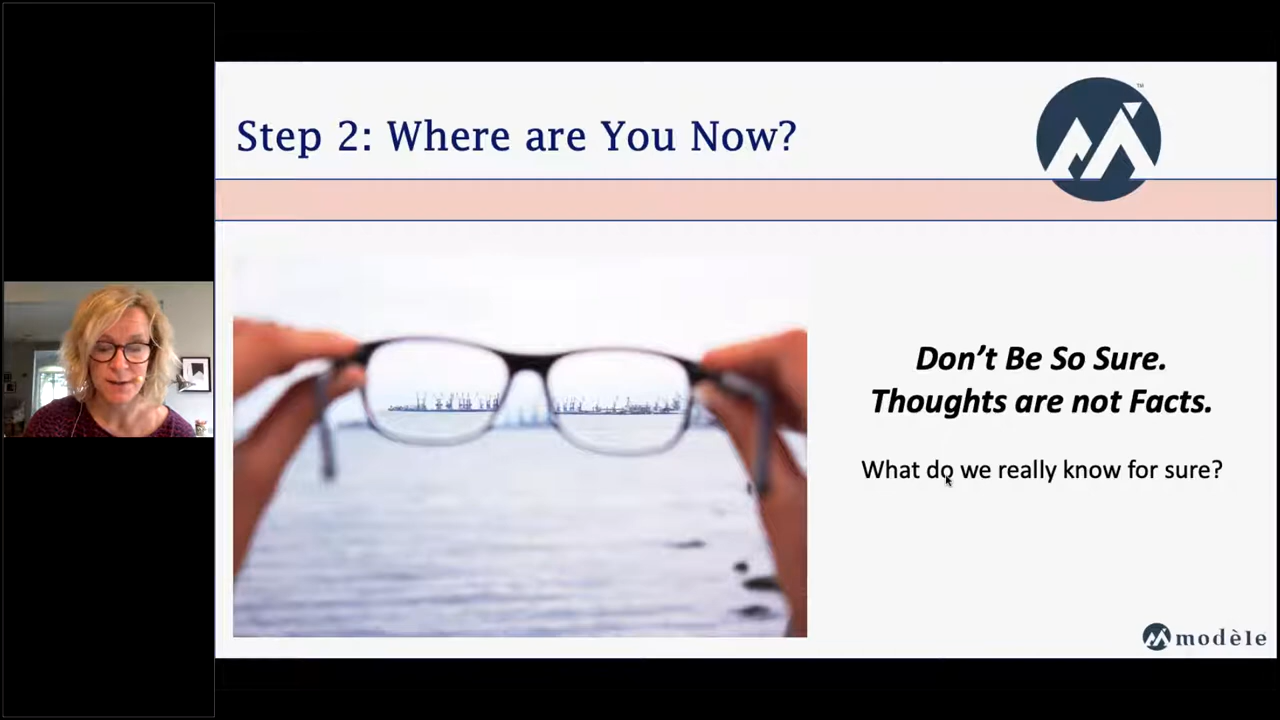 Step 2: Where are You Now?
TM
Don’t Be So Sure.
Thoughts are not Facts.
What do we really know for sure?
modèle